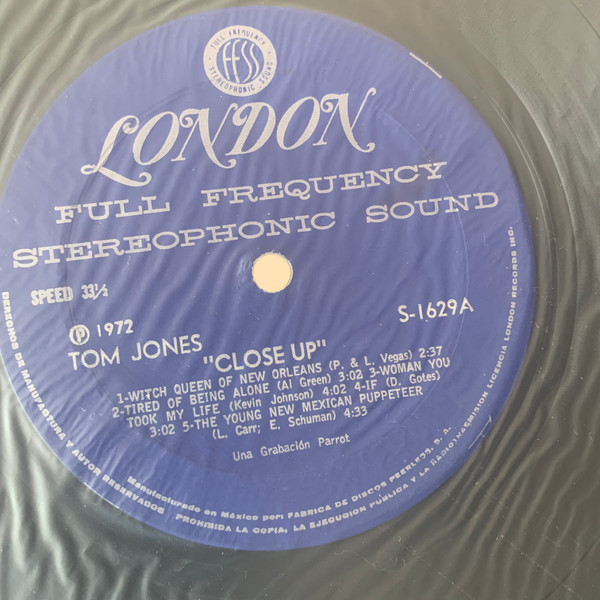 FULL FREQUENCY
ffss
STEREOPHONIC SOUND
LONDON
FULL FREQUENCY
STEREOPHONIC SOUND
SPEED 33⅓
S-1629A
Ⓟ 1972
TOM JONES
"CLOSE UP"
1-WITCH QUEEN OF NEW ORLEANS (P. & L. Vegas) 2:37
2-TIRED OF BEING ALONE (Al Green) 3:02 3-WOMAN YOU
TOOK MY LIFE (Kevin Johnson) 4:02 4-IF (D. Gotes)
3:02 5-THE YOUNG NEW MEXICAN PUPPETEER
(L. Carr; E. Schuman) 4:33
Una Grabación Parrot
Manufacturado en México por: FABRICA DE DISCOS PEERLESS, S. A.
DERECHOS DE MANUFACTURA Y AUTOR RESERVADOS PROHIBIDA LA COPIA, LA EJECUCION PUBLICA Y LA RADIOTRASMISION LICENCIA LONDON RECORDS INC.